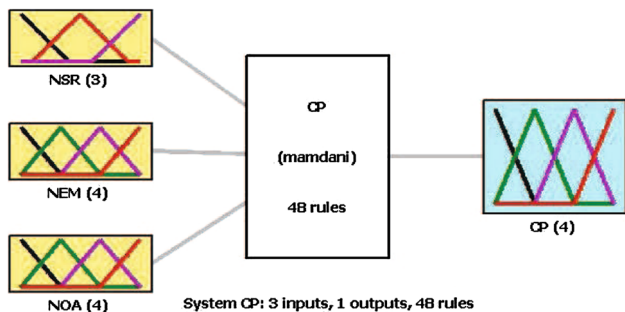 NSR (3)
NEM (4)
NOA (4)
CP
(mamdani)
48 rules
CP (4)
System CP: 3 inputs, 1 outputs, 48 rules